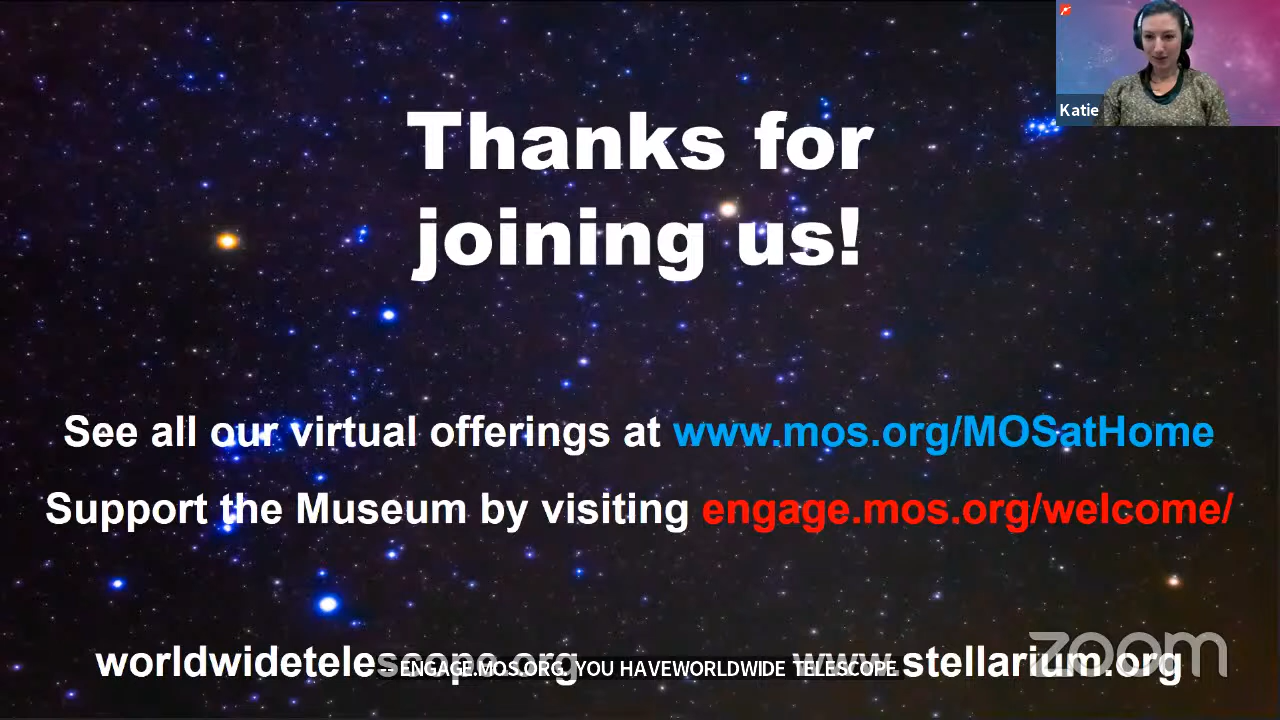 Katie
Thanks for
joining us!
See all our virtual offerings at www.mos.org/MOSatHome
Support the Museum by visiting engage.mos.org/welcome/
worldwidetelescope.org www.stellarium.org
ENGAGE.MOS.ORG-- YOU HAVEWORLDWIDE TELESCOPE
zoom